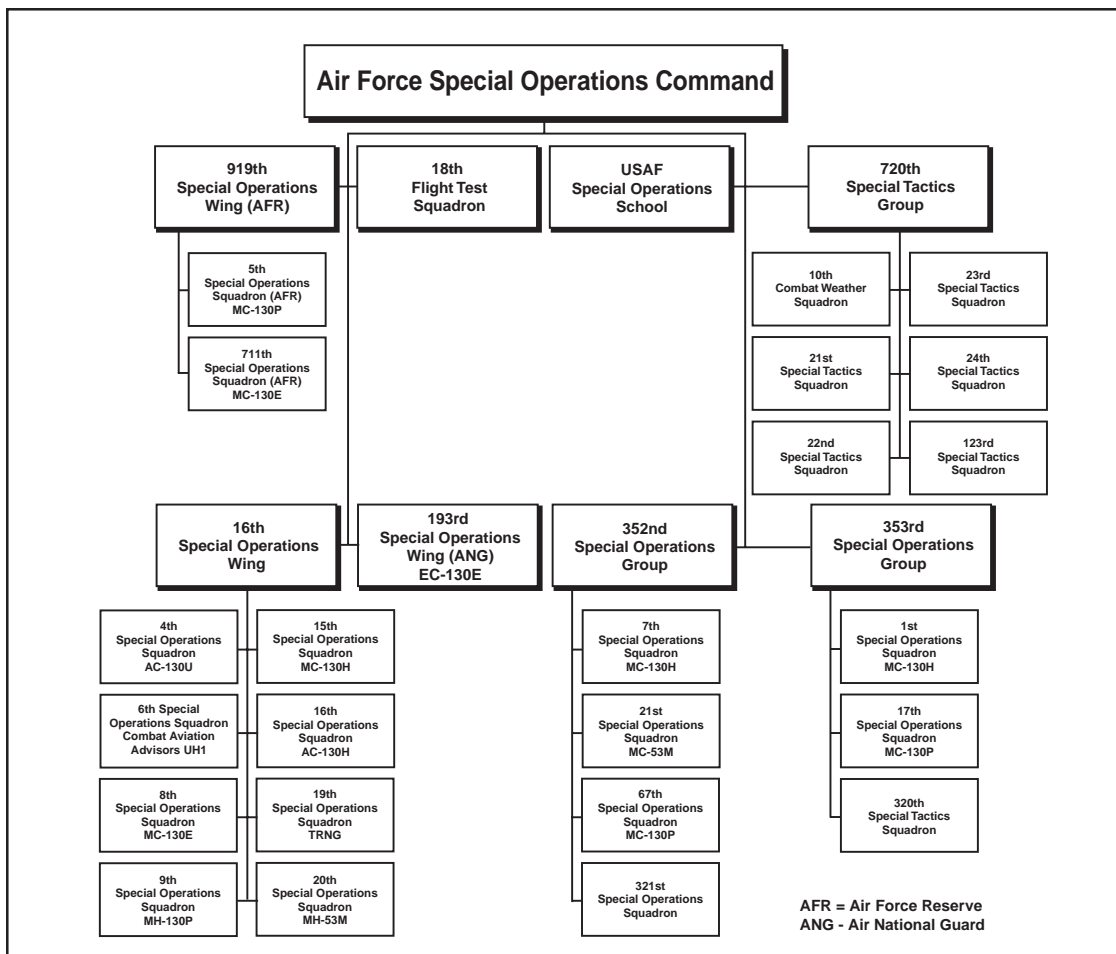 Air Force Special Operations Command
919th
Special Operations
Wing (AFR)
18th
Flight Test
Squadron
USAF
Special Operations
School
720th
Special Tactics
Group
5th
Special Operations
Squadron (AFR)
MC-130P
711th
Special Operations
Squadron (AFR)
MC-130E
10th
Combat Weather
Squadron
23rd
Special Tactics
Squadron
21st
Special Tactics
Squadron
24th
Special Tactics
Squadron
22nd
Special Tactics
Squadron
123rd
Special Tactics
Squadron
16th
Special Operations
Wing
193rd
Special Operations
Wing (ANG)
EC-130E
352nd
Special Operations
Group
353rd
Special Operations
Group
4th
Special Operations
Squadron
AC-130U
15th
Special Operations
Squadron
MC-130H
6th Special
Operations Squadron
Combat Aviation
Advisors UH1
16th
Special Operations
Squadron
AC-130H
8th
Special Operations
Squadron
MC-130E
19th
Special Operations
Squadron
TRNG
9th
Special Operations
Squadron
MH-130P
20th
Special Operations
Squadron
MH-53M
7th
Special Operations
Squadron
MC-130H
21st
Special Operations
Squadron
MC-53M
67th
Special Operations
Squadron
MC-130P
321st
Special Operations
Squadron
1st
Special Operations
Squadron
MC-130H
17th
Special Operations
Squadron
MC-130P
320th
Special Tactics
Squadron
AFR = Air Force Reserve
ANG - Air National Guard